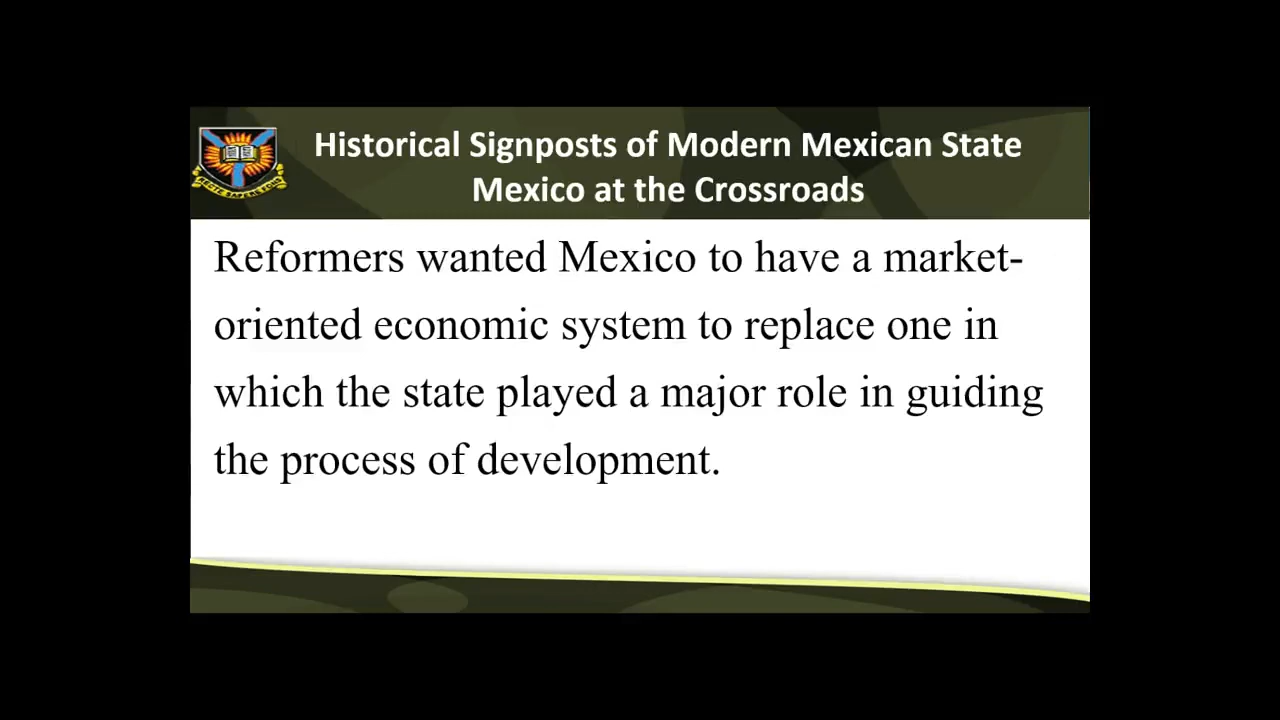 Historical Signposts of Modern Mexican State
Mexico at the Crossroads
Reformers wanted Mexico to have a market-
oriented economic system to replace one in
which the state played a major role in guiding
the process of development.